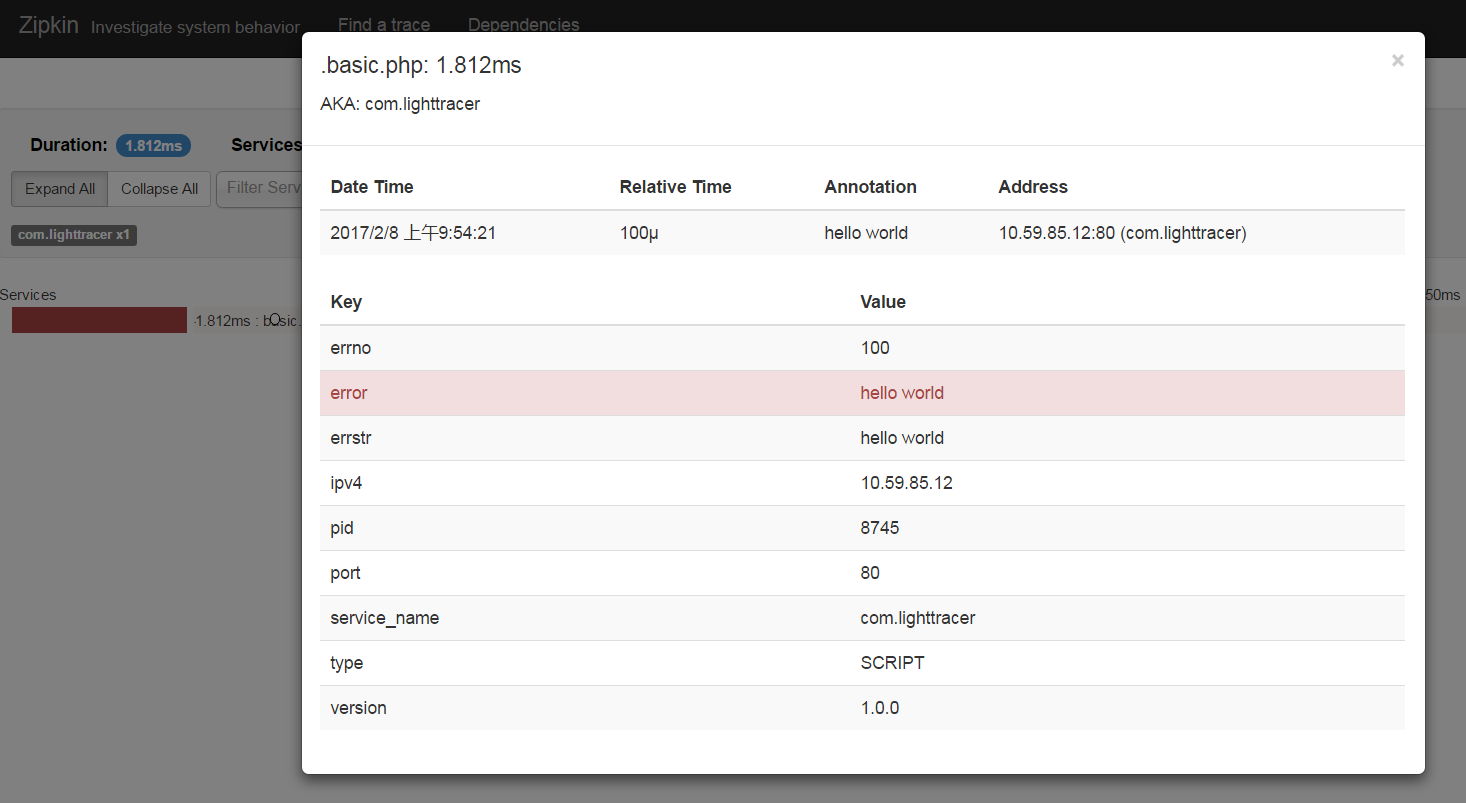 Zipkin Investigate system behavior Find a trace Dependencies
.basic.php: 1.812ms ×
AKA: com.lighttracer
Duration: 1.812ms Services
Expand All Collapse All Filter Serv
com.lighttracer x1
Date Time Relative Time Annotation Address
2017/2/8 上午9:54:21 100μ hello world 10.59.85.12:80 (com.lighttracer)
Services 50ms
Key Value
1.812ms : basic.
errno 100
error hello world
errstr hello world
ipv4 10.59.85.12
pid 8745
port 80
service_name com.lighttracer
type SCRIPT
version 1.0.0